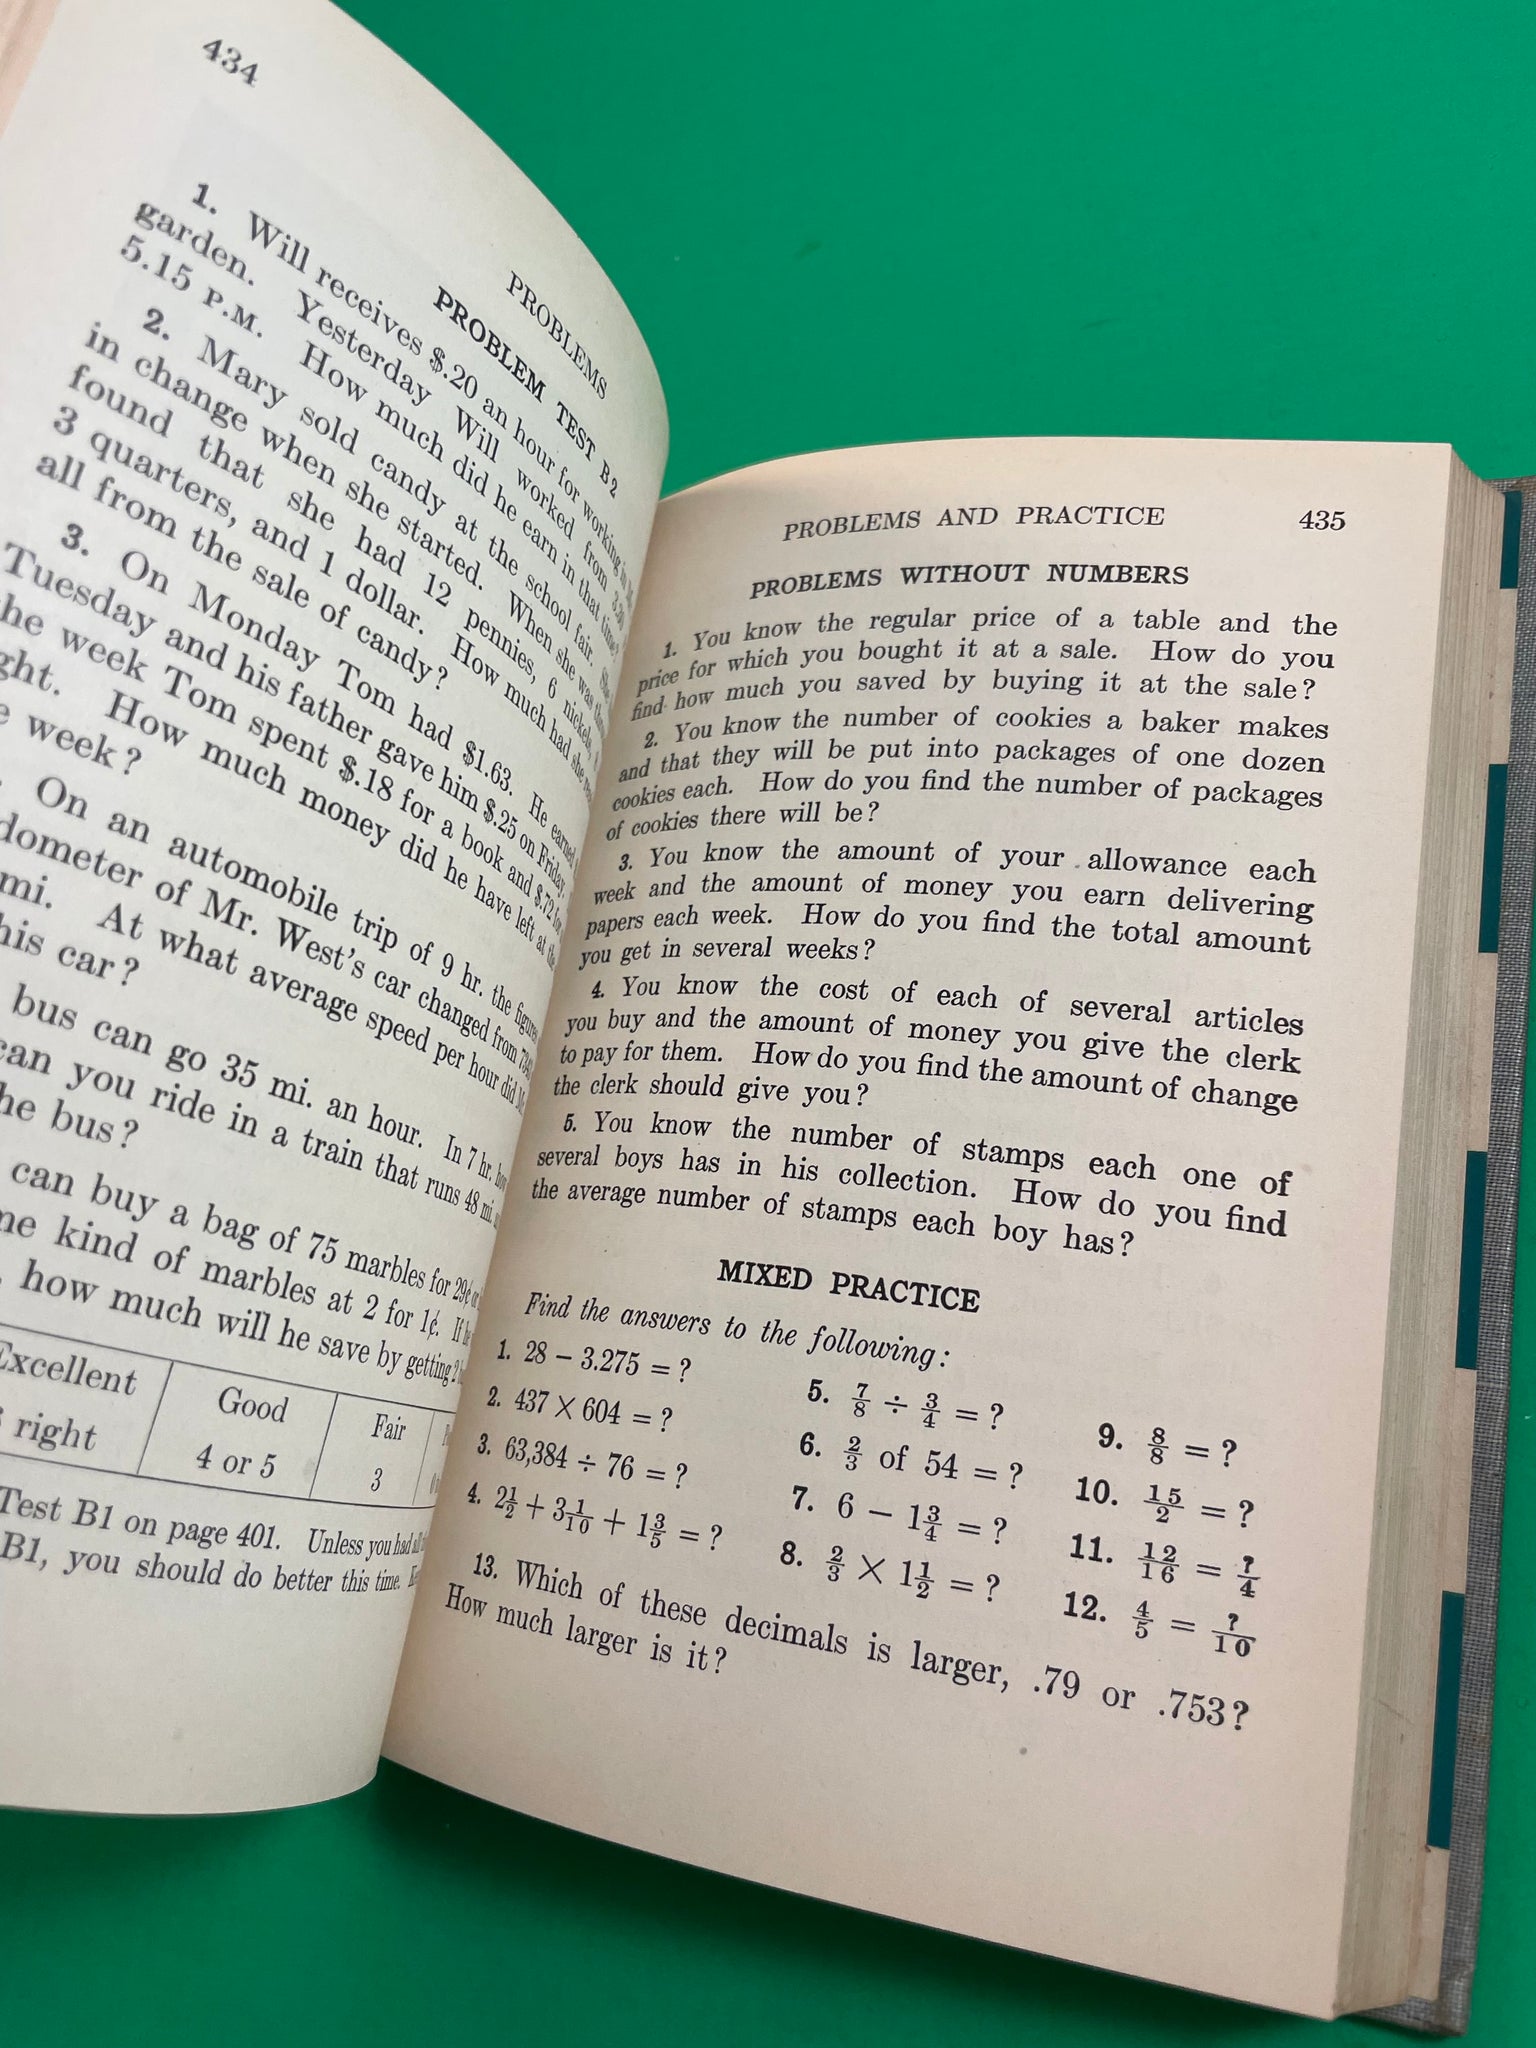 434
PROBLEMS
PROBLEM TEST B2
1. Will receives $.20 an hour for working in
garden. Yesterday Will worked from 3.30
5.15 P.M. How much did he earn in that time?
2. Mary sold candy at the school fair. She
in change when she started. When she was
found that she had 12 pennies, 6 nickels,
3 quarters, and 1 dollar. How much had she
all from the sale of candy?
3. On Monday Tom had $1.63. He earned
Tuesday and his father gave him $.25 on Friday.
the week Tom spent $.18 for a book and $.72 for
ght. How much money did he have left at the
e week?
. On an automobile trip of 9 hr. the figures
dometer of Mr. West's car changed from
mi. At what average speed per hour did
his car?
bus can go 35 mi. an hour. In 7 hr.
can you ride in a train that runs 48 mi.
he bus?
can buy a bag of 75 marbles for 29¢ or
me kind of marbles at 2 for 1¢. If he
, how much will he save by getting 2
Excellent Good Fair
right 4 or 5 3
Test B1 on page 401. Unless you had all
B1, you should do better this time.
PROBLEMS AND PRACTICE 435
PROBLEMS WITHOUT NUMBERS
1. You know the regular price of a table and the
price for which you bought it at a sale. How do you
find how much you saved by buying it at the sale?
2. You know the number of cookies a baker makes
and that they will be put into packages of one dozen
cookies each. How do you find the number of packages
of cookies there will be?
3. You know the amount of your allowance each
week and the amount of money you earn delivering
papers each week. How do you find the total amount
you get in several weeks?
4. You know the cost of each of several articles
you buy and the amount of money you give the clerk
to pay for them. How do you find the amount of change
the clerk should give you?
5. You know the number of stamps each one of
several boys has in his collection. How do you find
the average number of stamps each boy has?
MIXED PRACTICE
Find the answers to the following:
1. 28 − 3.275 = ?
2. 437 × 604 = ?
3. 63,384 ÷ 76 = ?
4. 2 1/2 + 3 1/10 + 1 3/5 = ?
5. 7/8 ÷ 3/4 = ?
6. 2/3 of 54 = ?
7. 6 − 1 3/4 = ?
8. 2/3 × 1 1/2 = ?
9. 8/8 = ?
10. 15/2 = ?
11. 12/16 = ?/4
12. 4/5 = ?/10
13. Which of these decimals is larger, .79 or .753?
How much larger is it?